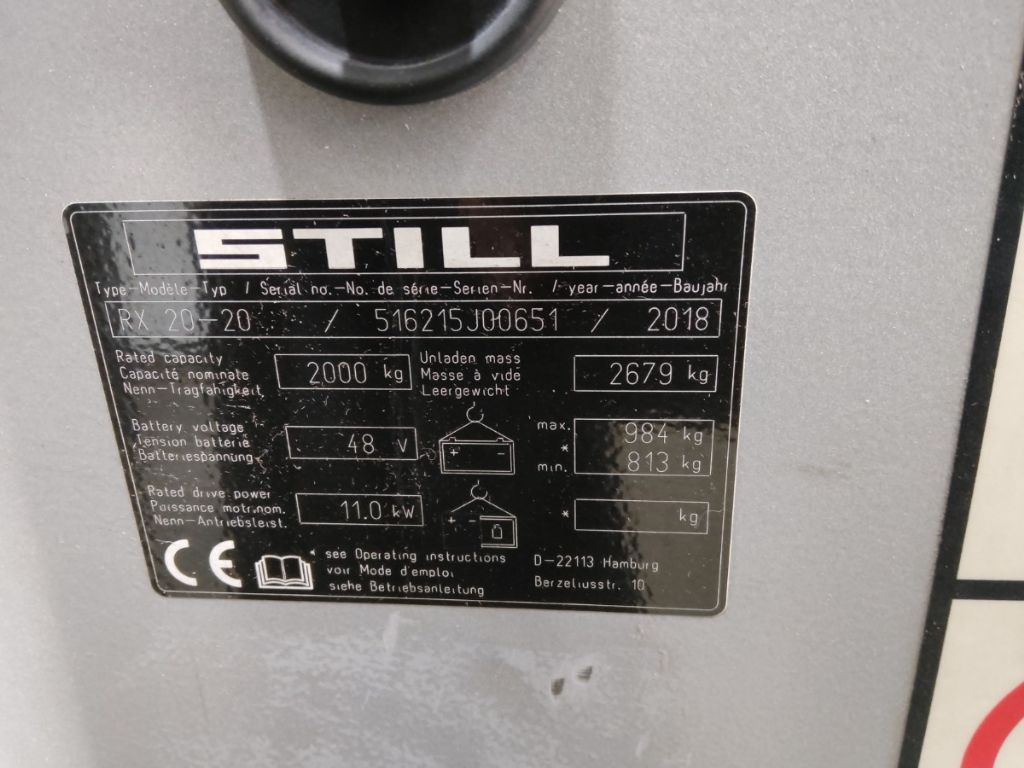 STILL
Type-Modèle-Typ / Serial no.-No. de série-Serien-Nr. / year-année-Baujahr
RX 20-20 / 516215J00651 / 2018
Rated capacity
Capacité nominale
Nenn-Tragfähigkeit
2000 kg
Unladen mass
Masse à vide
Leergewicht
2679 kg
Battery voltage
Tension batterie
Batteriespannung
48 V
+ -
max.
*
min.
984 kg
813 kg
Rated drive power
Puissance motri.nom.
Nenn-Antriebsleist.
11.0 kW
+ -
* kg
CE
* see Operating instructions
voir Mode d'emploi
siehe Betriebsanleitung
D-22113 Hamburg
Berzeliusstr. 10